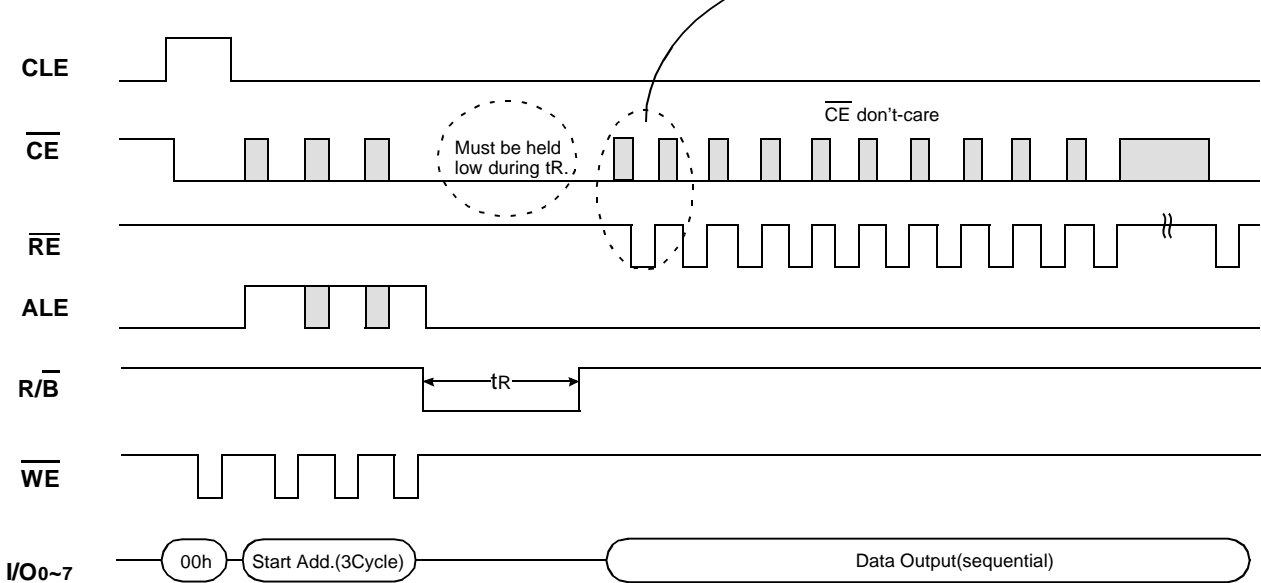 CLE
CE don't-care
CE
Must be held
low during tR.
RE
ALE
R/B
tR
WE
I/O0~7
00h
Start Add.(3Cycle)
Data Output(sequential)